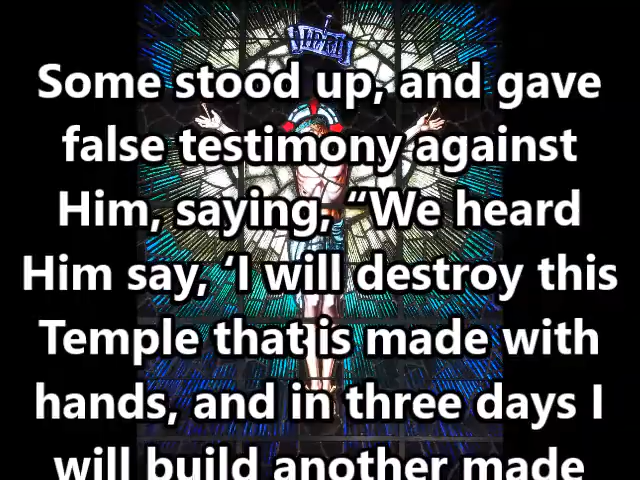 Some stood up, and gave
false testimony against
Him, saying, “We heard
Him say, ‘I will destroy this
Temple that is made with
hands, and in three days I
will build another made